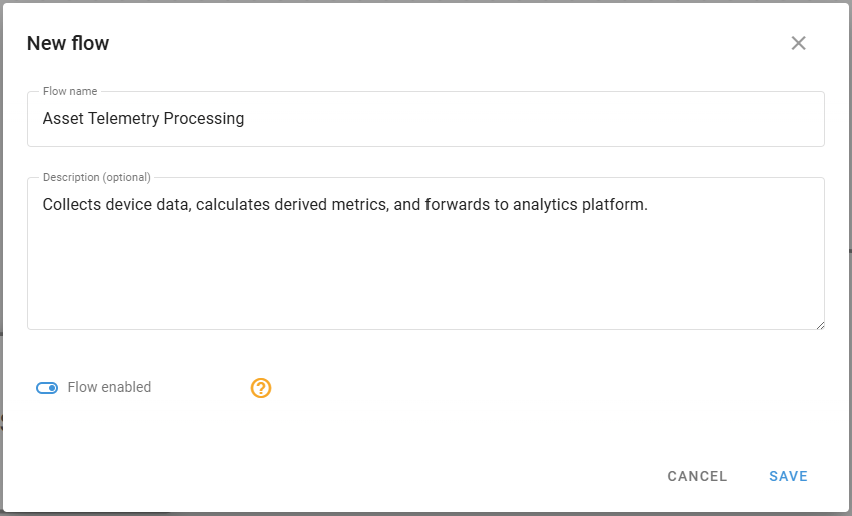 New flow
Flow name
Asset Telemetry Processing
Description (optional)
Collects device data, calculates derived metrics, and forwards to analytics platform.
Flow enabled
CANCEL SAVE